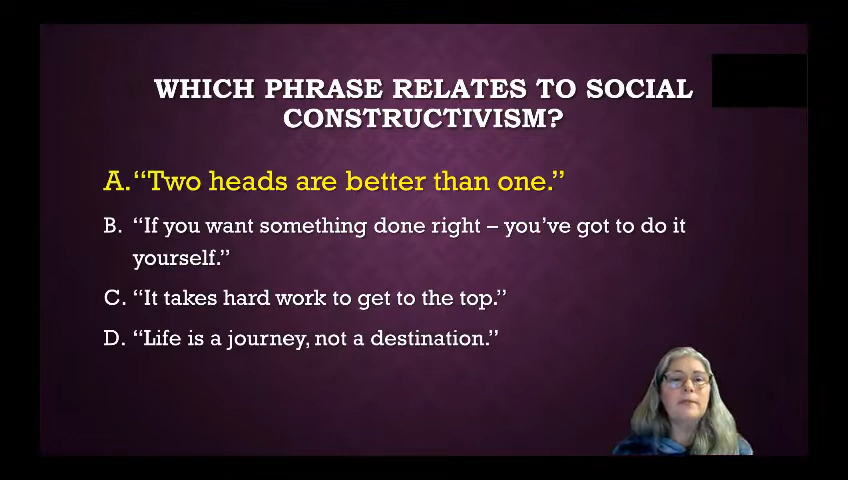 WHICH PHRASE RELATES TO SOCIAL
CONSTRUCTIVISM?
A. “Two heads are better than one.”
B. “If you want something done right – you’ve got to do it
yourself.”
C. “It takes hard work to get to the top.”
D. “Life is a journey, not a destination.”